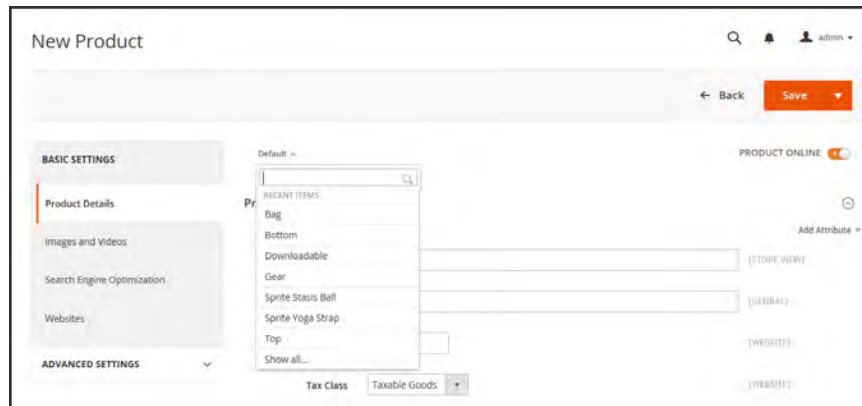 New Product
admin
Back
Save
BASIC SETTINGS
Default
PRODUCT ONLINE
Product Details
RECENT ITEMS
Pr
Bag
Add Attribute
Images and Videos
Bottom
Downloadable
[STORE VIEW]
Search Engine Optimization
Gear
Sprite Stasis Ball
[GLOBAL]
Websites
Sprite Yoga Strap
Top
[WEBSITE]
Show all...
ADVANCED SETTINGS
Tax Class
Taxable Goods
[WEBSITE]